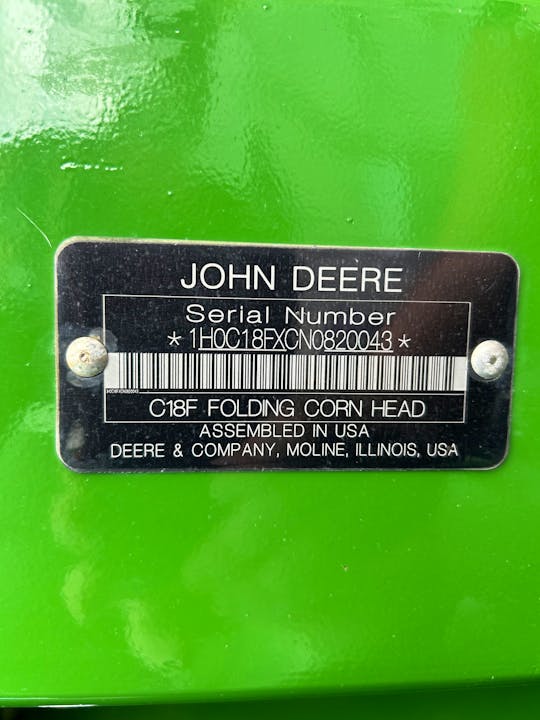 JOHN DEERE
Serial Number
* 1H0C18FXCN0820043 *
C18F FOLDING CORN HEAD
ASSEMBLED IN USA
DEERE & COMPANY, MOLINE, ILLINOIS, USA